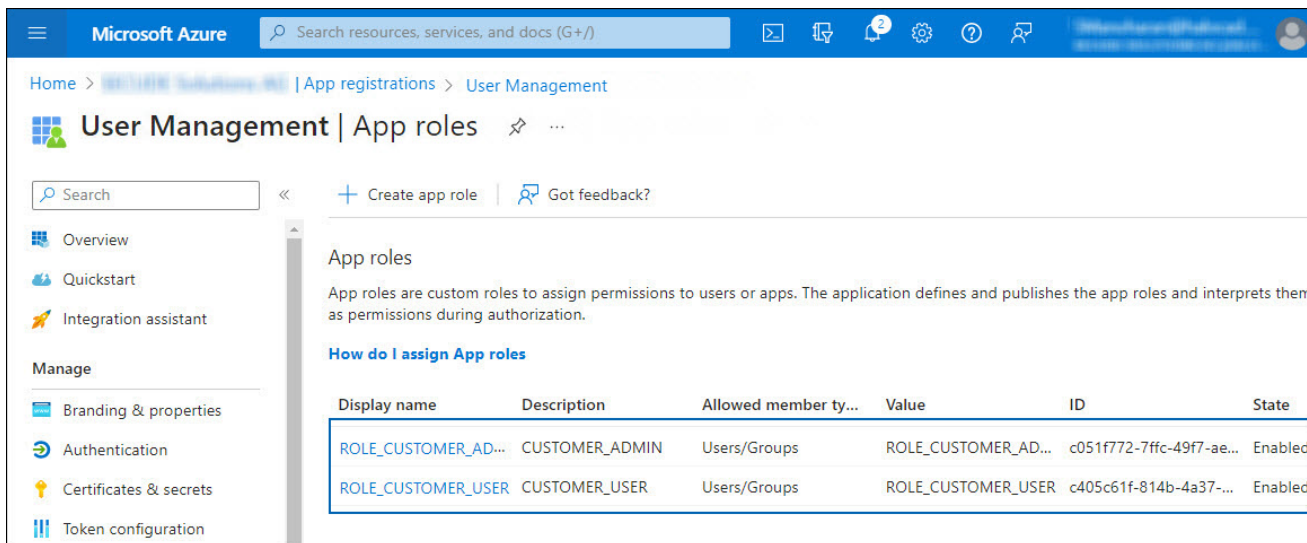 Microsoft Azure
Search resources, services, and docs (G+/)
2
Home > | App registrations > User Management
User Management | App roles ...
Search
Create app role
Got feedback?
Overview
Quickstart
Integration assistant
Manage
Branding & properties
Authentication
Certificates & secrets
Token configuration
App roles
App roles are custom roles to assign permissions to users or apps. The application defines and publishes the app roles and interprets them
as permissions during authorization.
How do I assign App roles
Display name Description Allowed member ty... Value ID State
ROLE_CUSTOMER_AD... CUSTOMER_ADMIN Users/Groups ROLE_CUSTOMER_AD... c051f772-7ffc-49f7-ae... Enabled
ROLE_CUSTOMER_USER CUSTOMER_USER Users/Groups ROLE_CUSTOMER_USER c405c61f-814b-4a37-... Enabled